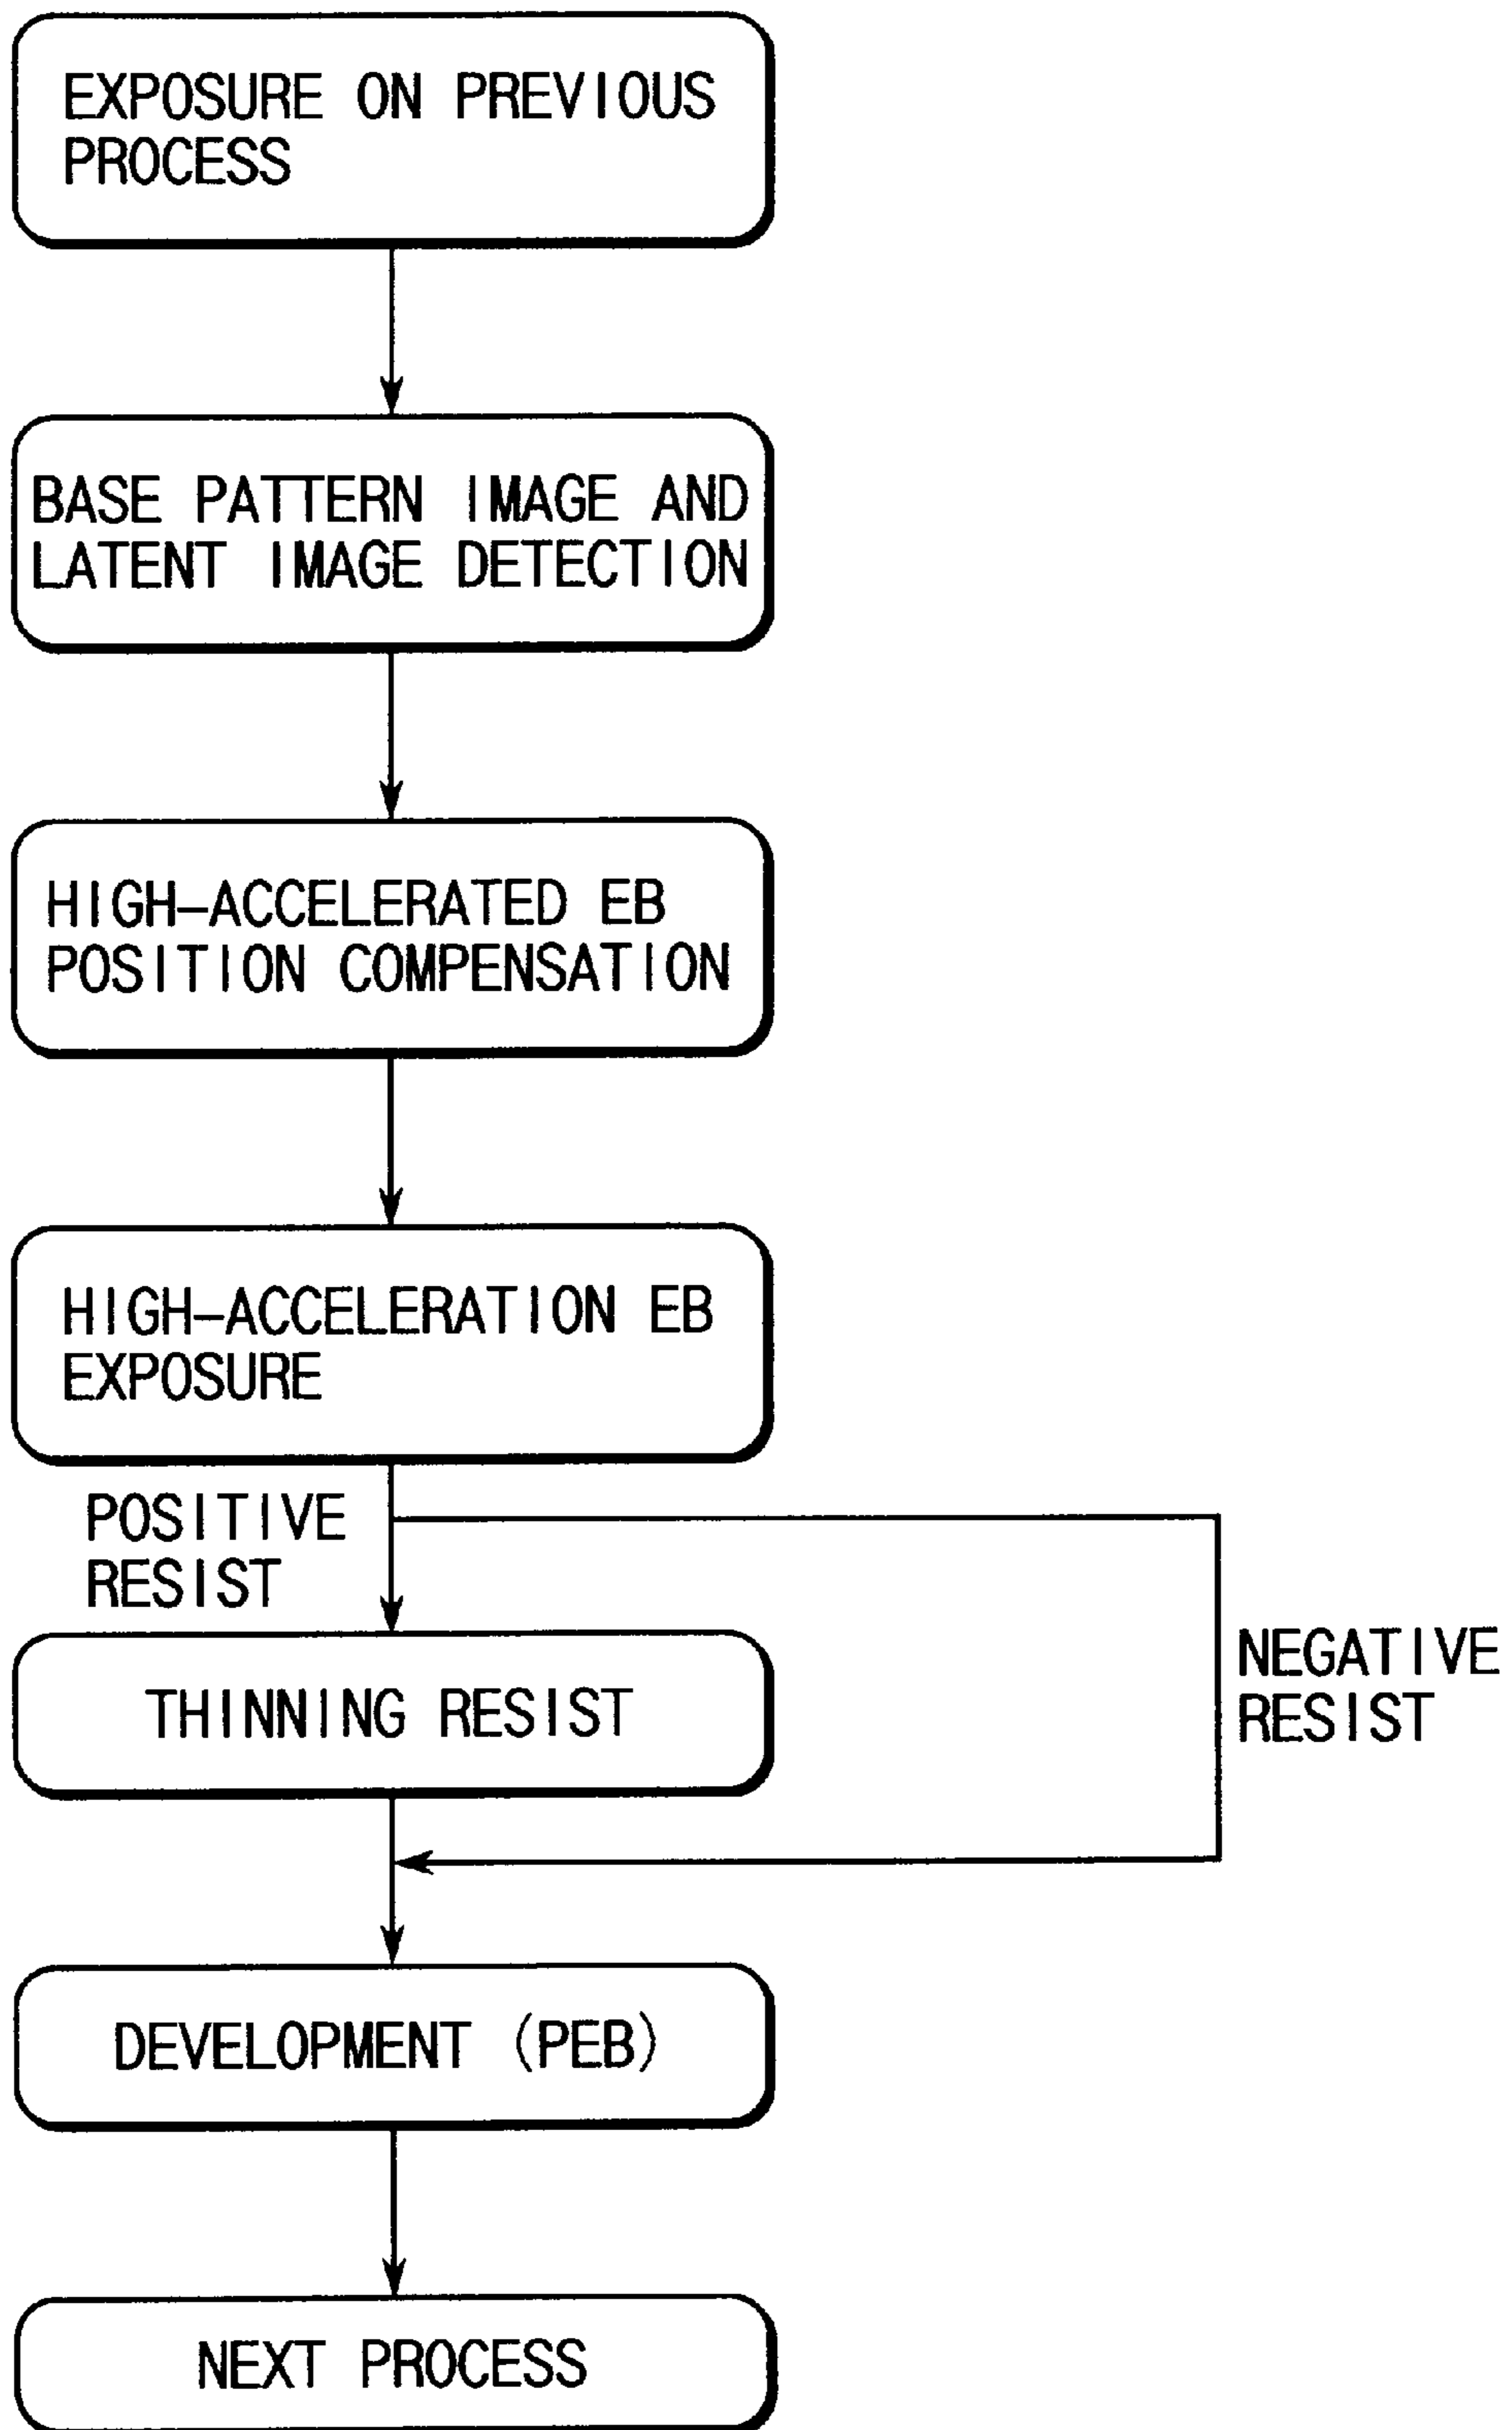 EXPOSURE ON PREVIOUS
PROCESS
BASE PATTERN IMAGE AND
LATENT IMAGE DETECTION
HIGH-ACCELERATED EB
POSITION COMPENSATION
HIGH-ACCELERATION EB
EXPOSURE
POSITIVE
RESIST
NEGATIVE
RESIST
THINNING RESIST
DEVELOPMENT (PEB)
NEXT PROCESS